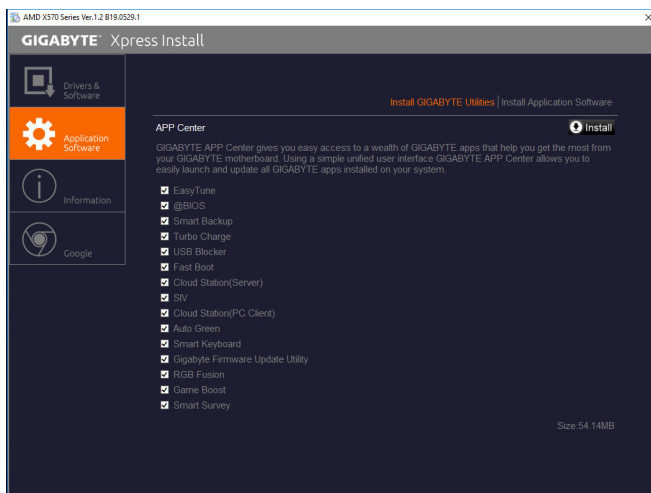 AMD X570 Series Ver.1.2 B19.0529.1
GIGABYTE™ Xpress Install
Drivers &
Software
Application
Software
Information
Google
Install GIGABYTE Utilities | Install Application Software
APP Center
Install
GIGABYTE APP Center gives you easy access to a wealth of GIGABYTE apps that help you get the most from
your GIGABYTE motherboard. Using a simple unified user interface GIGABYTE APP Center allows you to
easily launch and update all GIGABYTE apps installed on your system.
EasyTune
@BIOS
Smart Backup
Turbo Charge
USB Blocker
Fast Boot
Cloud Station(Server)
SIV
Cloud Station(PC Client)
Auto Green
Smart Keyboard
Gigabyte Firmware Update Utility
RGB Fusion
Game Boost
Smart Survey
Size:54.14MB